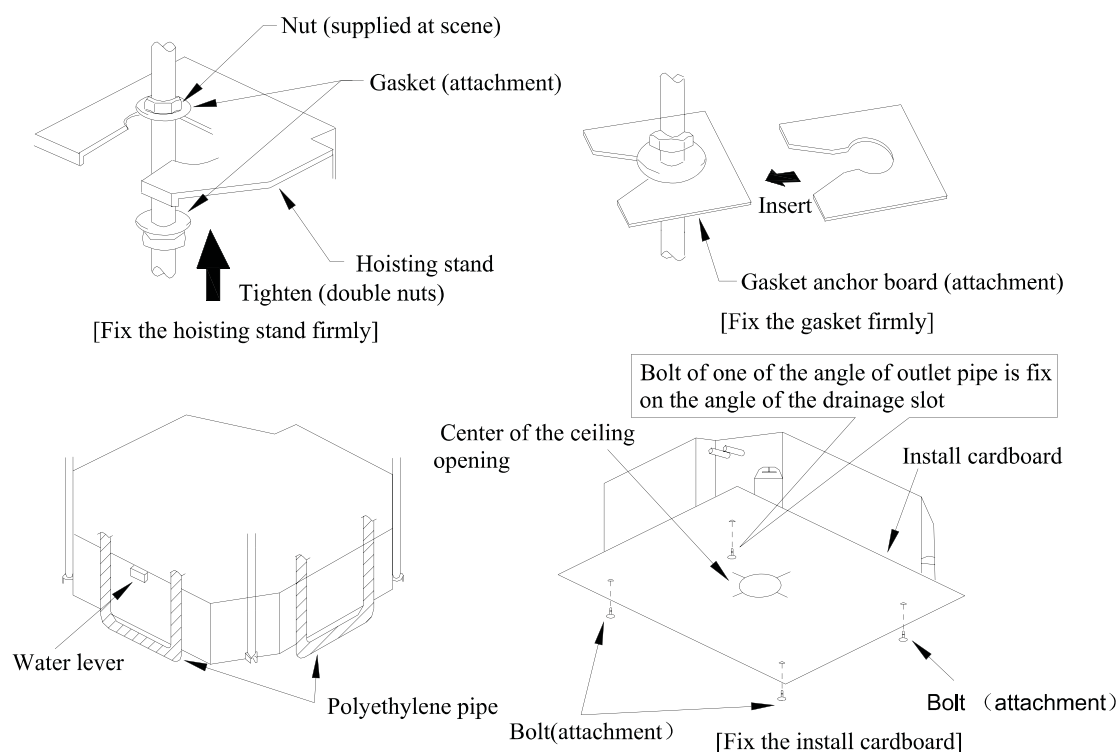 Nut (supplied at scene)
Gasket (attachment)
Hoisting stand
Tighten (double nuts)
[Fix the hoisting stand firmly]
Insert
Gasket anchor board (attachment)
[Fix the gasket firmly]
Water lever
Polyethylene pipe
Bolt of one of the angle of outlet pipe is fix
on the angle of the drainage slot
Center of the ceiling
opening
Install cardboard
Bolt （attachment）
Bolt(attachment）
[Fix the install cardboard]